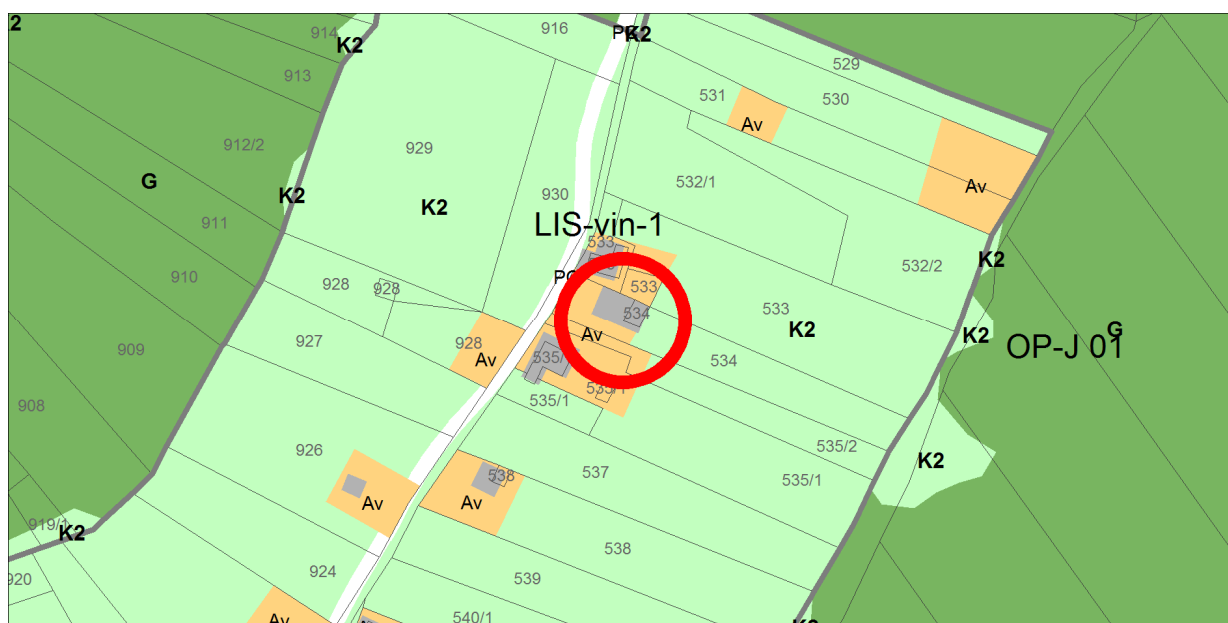 2
914
K2
916
K2
529
913
531
530
Av
912/2
929
Av
G
532/1
K2
K2
930
911
LIS-vin-1
533
532/2
K2
910
928
928
533
533
534
K2
K2
G
OP-J 01
927
928
Av
Av
535/
534
909
535/1
535/1
908
926
535/2
K2
537
535/1
538
Av
Av
919/1
K2
538
920
924
539
540/1
Av
K2